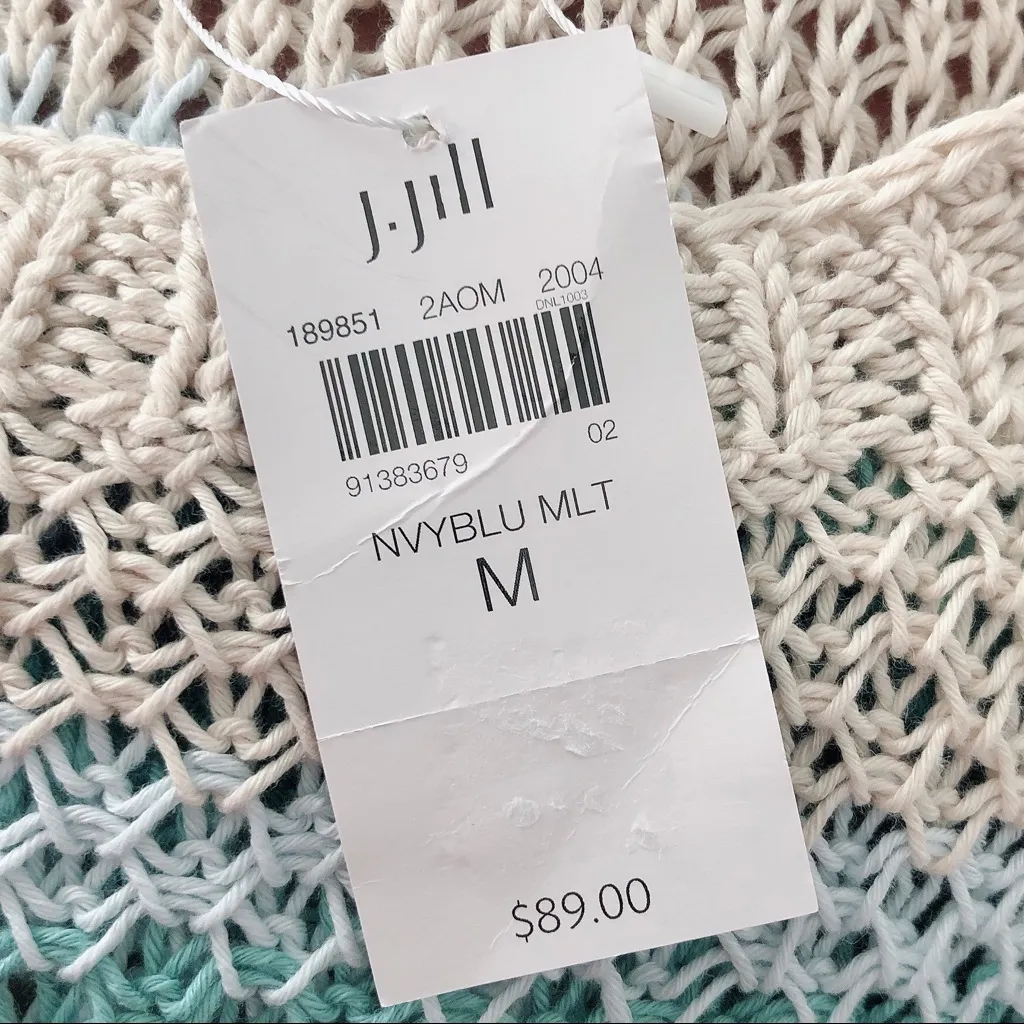 J.Jill
189851 2AOM 2004
DNL1003
91383679 02
NVYBLU MLT
M
$89.00